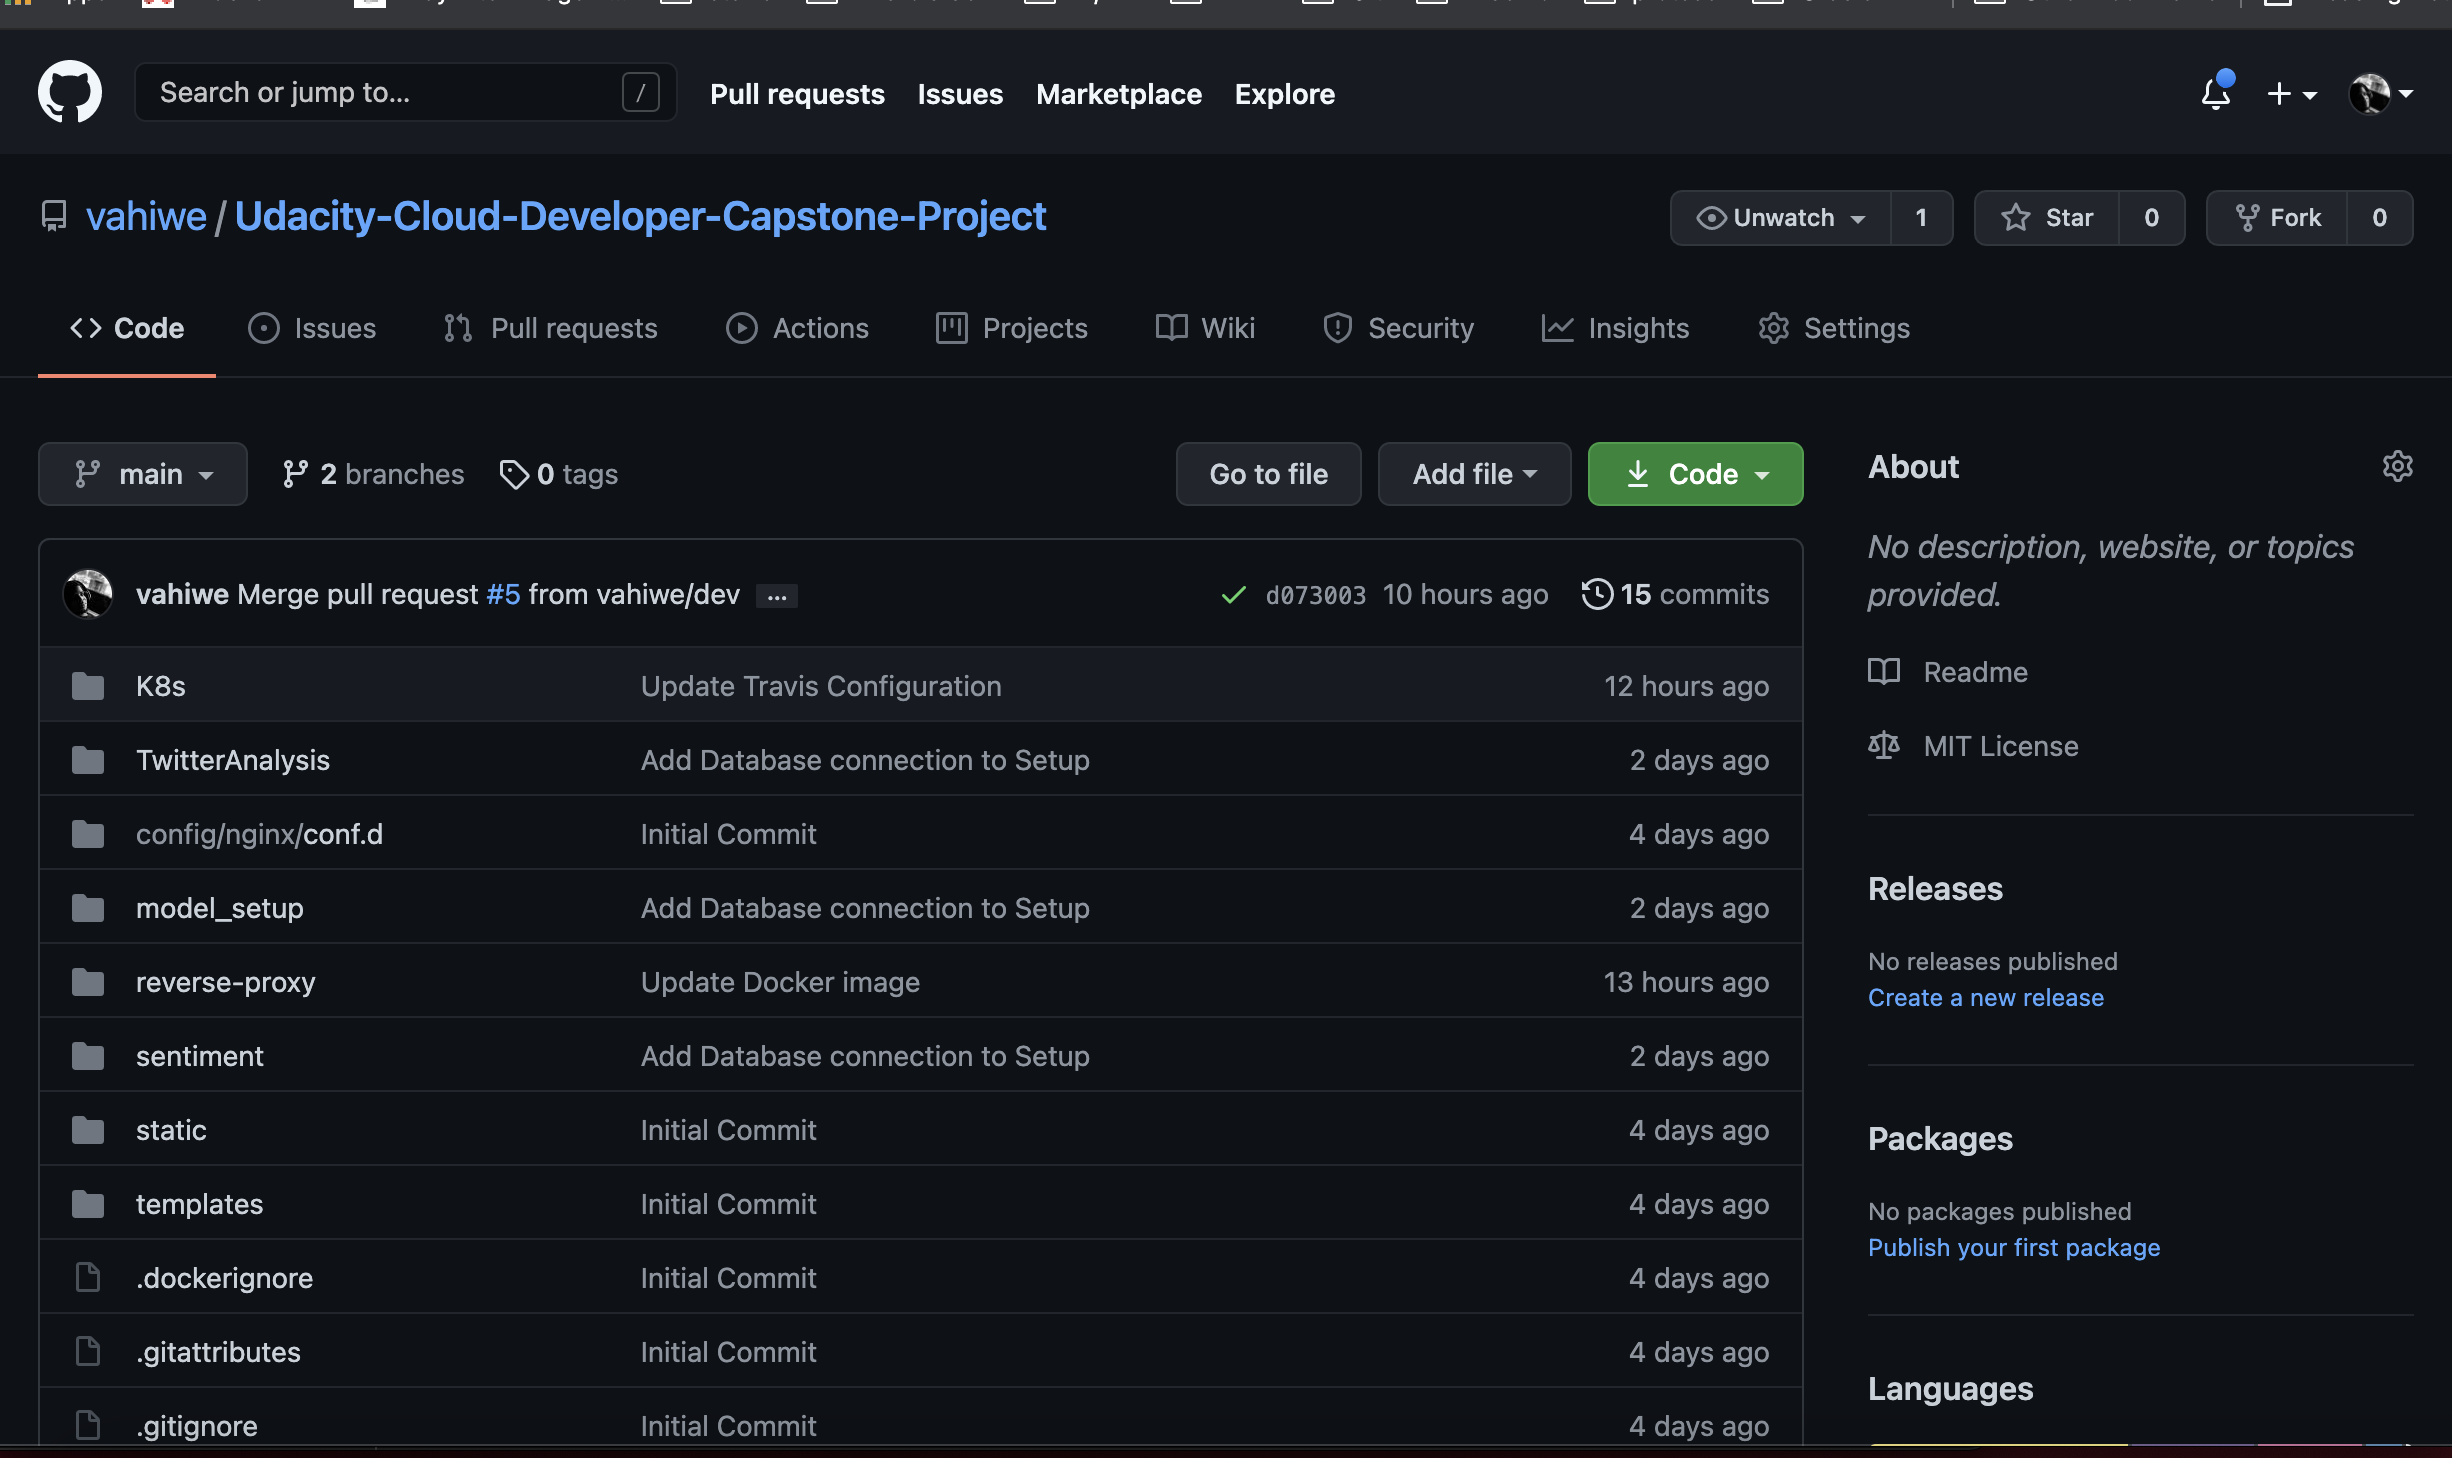 Search or jump to... /
Pull requests Issues Marketplace Explore
vahiwe / Udacity-Cloud-Developer-Capstone-Project
Unwatch 1 Star 0 Fork 0
Code Issues Pull requests Actions Projects Wiki Security Insights Settings
main 2 branches 0 tags Go to file Add file Code
vahiwe Merge pull request #5 from vahiwe/dev ... d073003 10 hours ago 15 commits
K8s Update Travis Configuration 12 hours ago
TwitterAnalysis Add Database connection to Setup 2 days ago
config/nginx/conf.d Initial Commit 4 days ago
model_setup Add Database connection to Setup 2 days ago
reverse-proxy Update Docker image 13 hours ago
sentiment Add Database connection to Setup 2 days ago
static Initial Commit 4 days ago
templates Initial Commit 4 days ago
.dockerignore Initial Commit 4 days ago
.gitattributes Initial Commit 4 days ago
.gitignore Initial Commit 4 days ago
About
No description, website, or topics
provided.
Readme
MIT License
Releases
No releases published
Create a new release
Packages
No packages published
Publish your first package
Languages